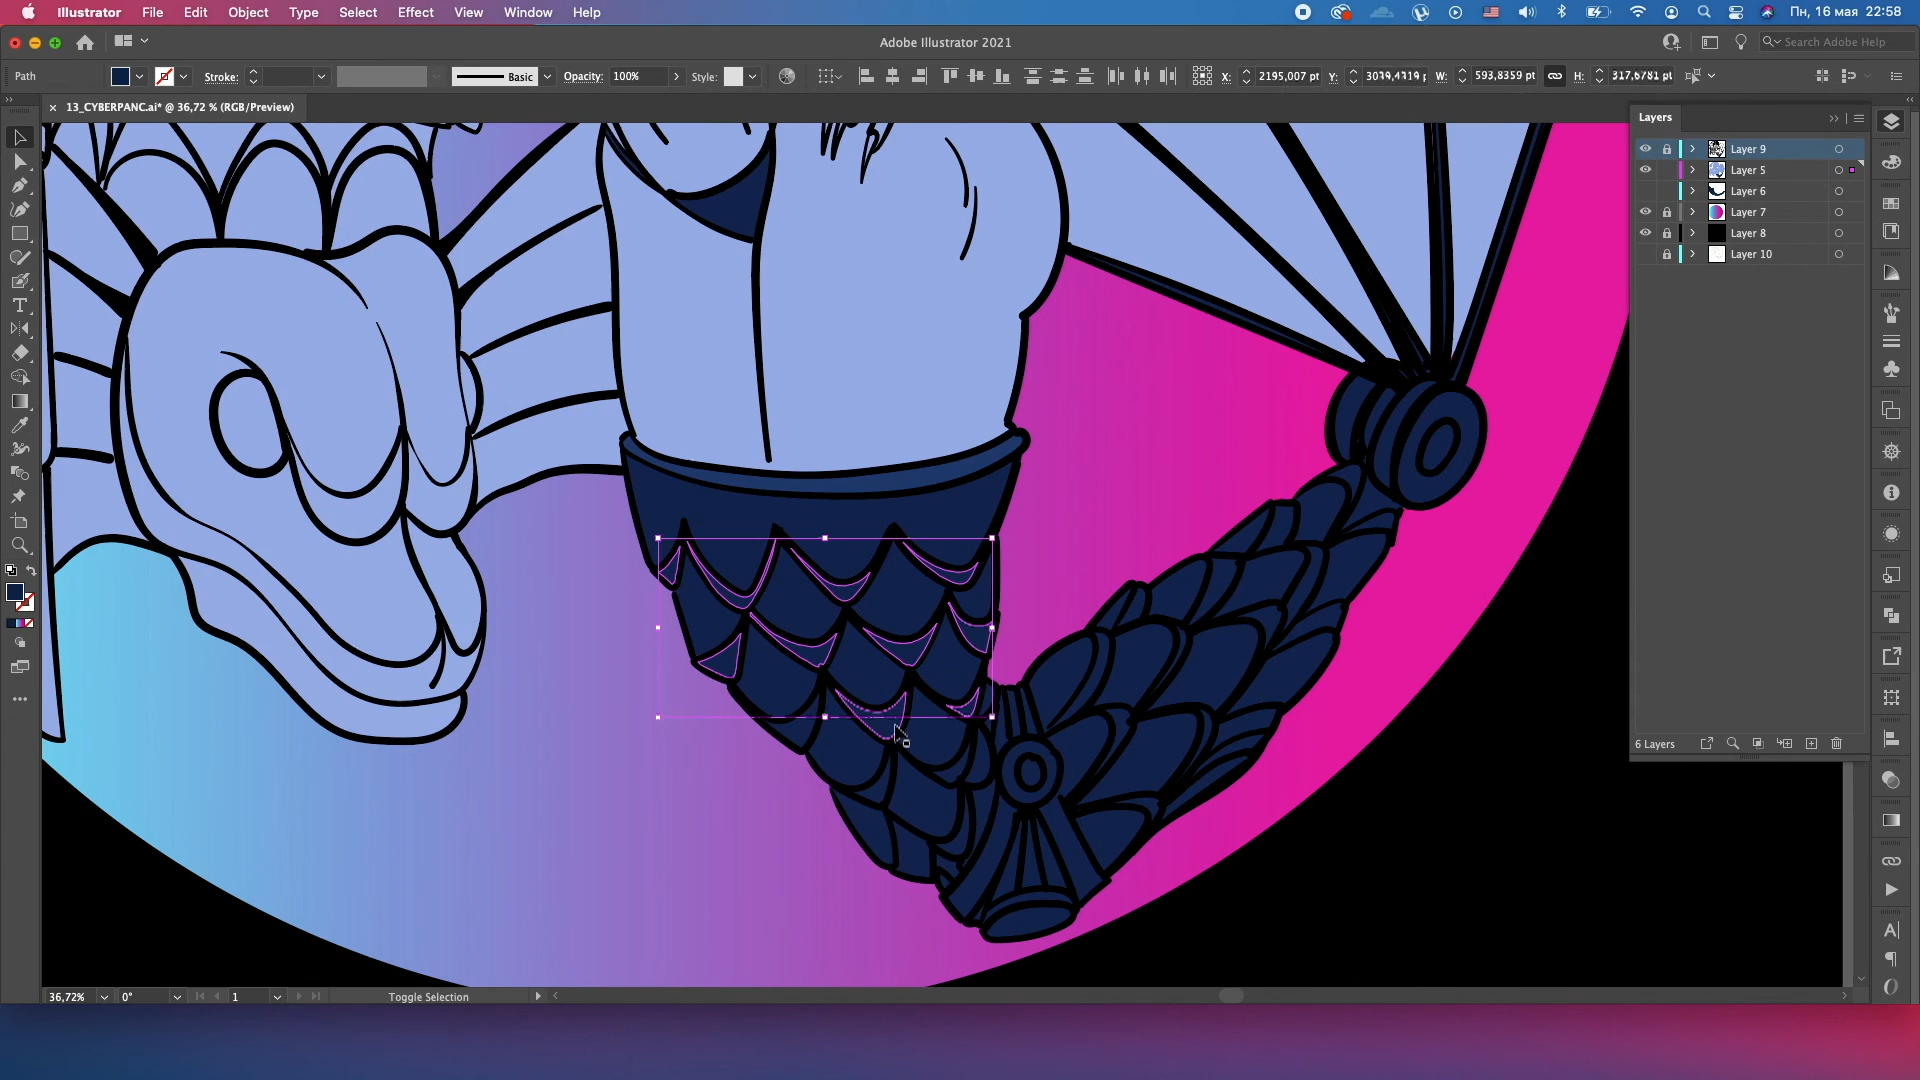 Illustrator File Edit Object Type Select Effect View Window Help Пн, 16 мая 22:58
Adobe Illustrator 2021 Search Adobe Help
Path Stroke: Basic Opacity: 100% Style: X: 2195,007 pt Y: W: 593,8359 pt H: 317,6781 pt
13_CYBERPANC.ai* @ 36,72 % (RGB/Preview)
Layers
Layer 9
Layer 5
Layer 6
Layer 7
Layer 8
Layer 10
6 Layers
36,72% 0° 1 Toggle Selection